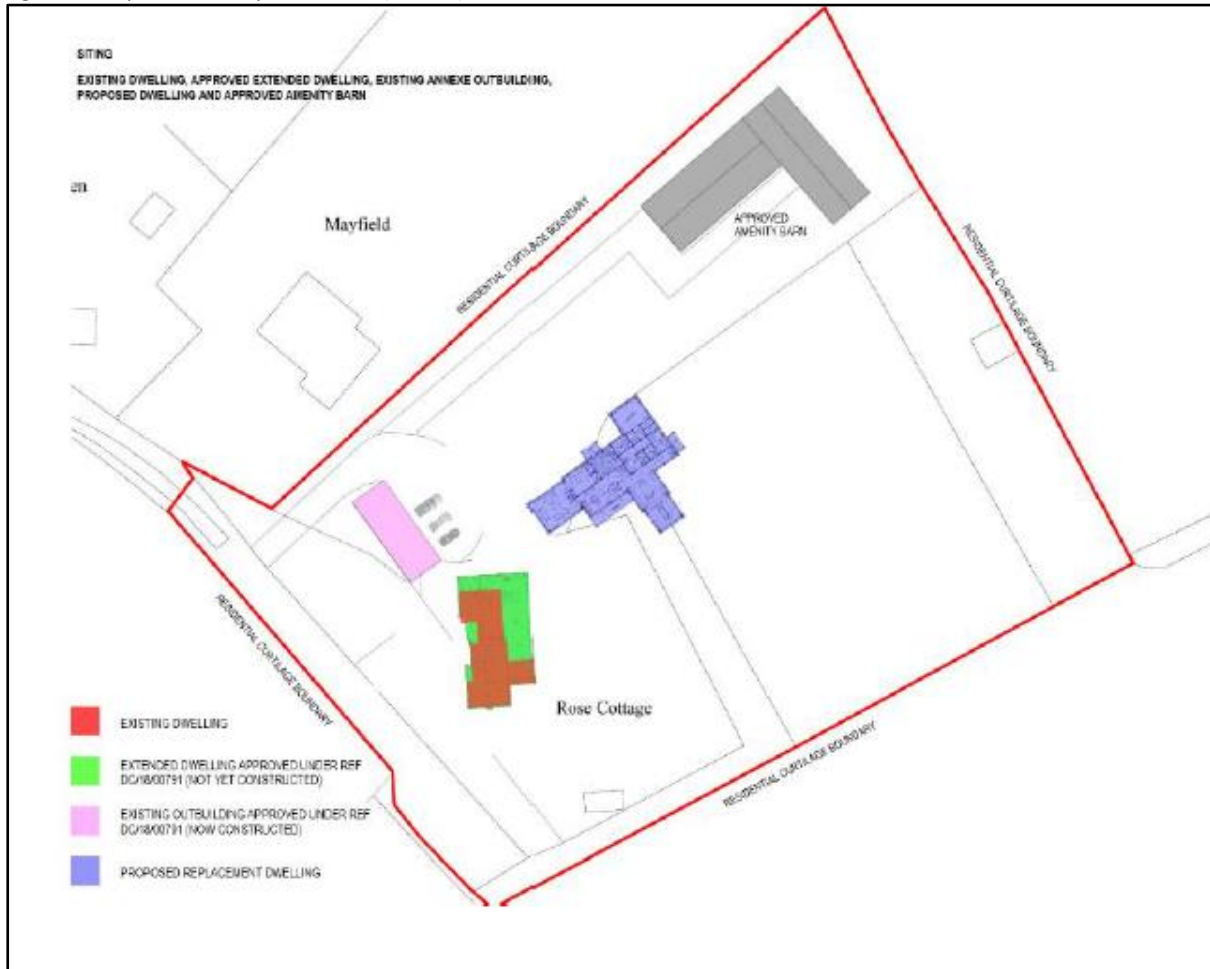 SITING
EXISTING DWELLING, APPROVED EXTENDED DWELLING, EXISTING ANNEXE OUTBUILDING,
PROPOSED DWELLING AND APPROVED AMENITY BARN
en
Mayfield
RESIDENTIAL CURTILAGE BOUNDARY
APPROVED
AMENITY BARN
RESIDENTIAL CURTILAGE BOUNDARY
RESIDENTIAL CURTILAGE BOUNDARY
Rose Cottage
RESIDENTIAL CURTILAGE BOUNDARY
EXISTING DWELLING
EXTENDED DWELLING APPROVED UNDER REF
DC/18/00791 (NOT YET CONSTRUCTED)
EXISTING OUTBUILDING APPROVED UNDER REF
DC/18/00791 (NOW CONSTRUCTED)
PROPOSED REPLACEMENT DWELLING